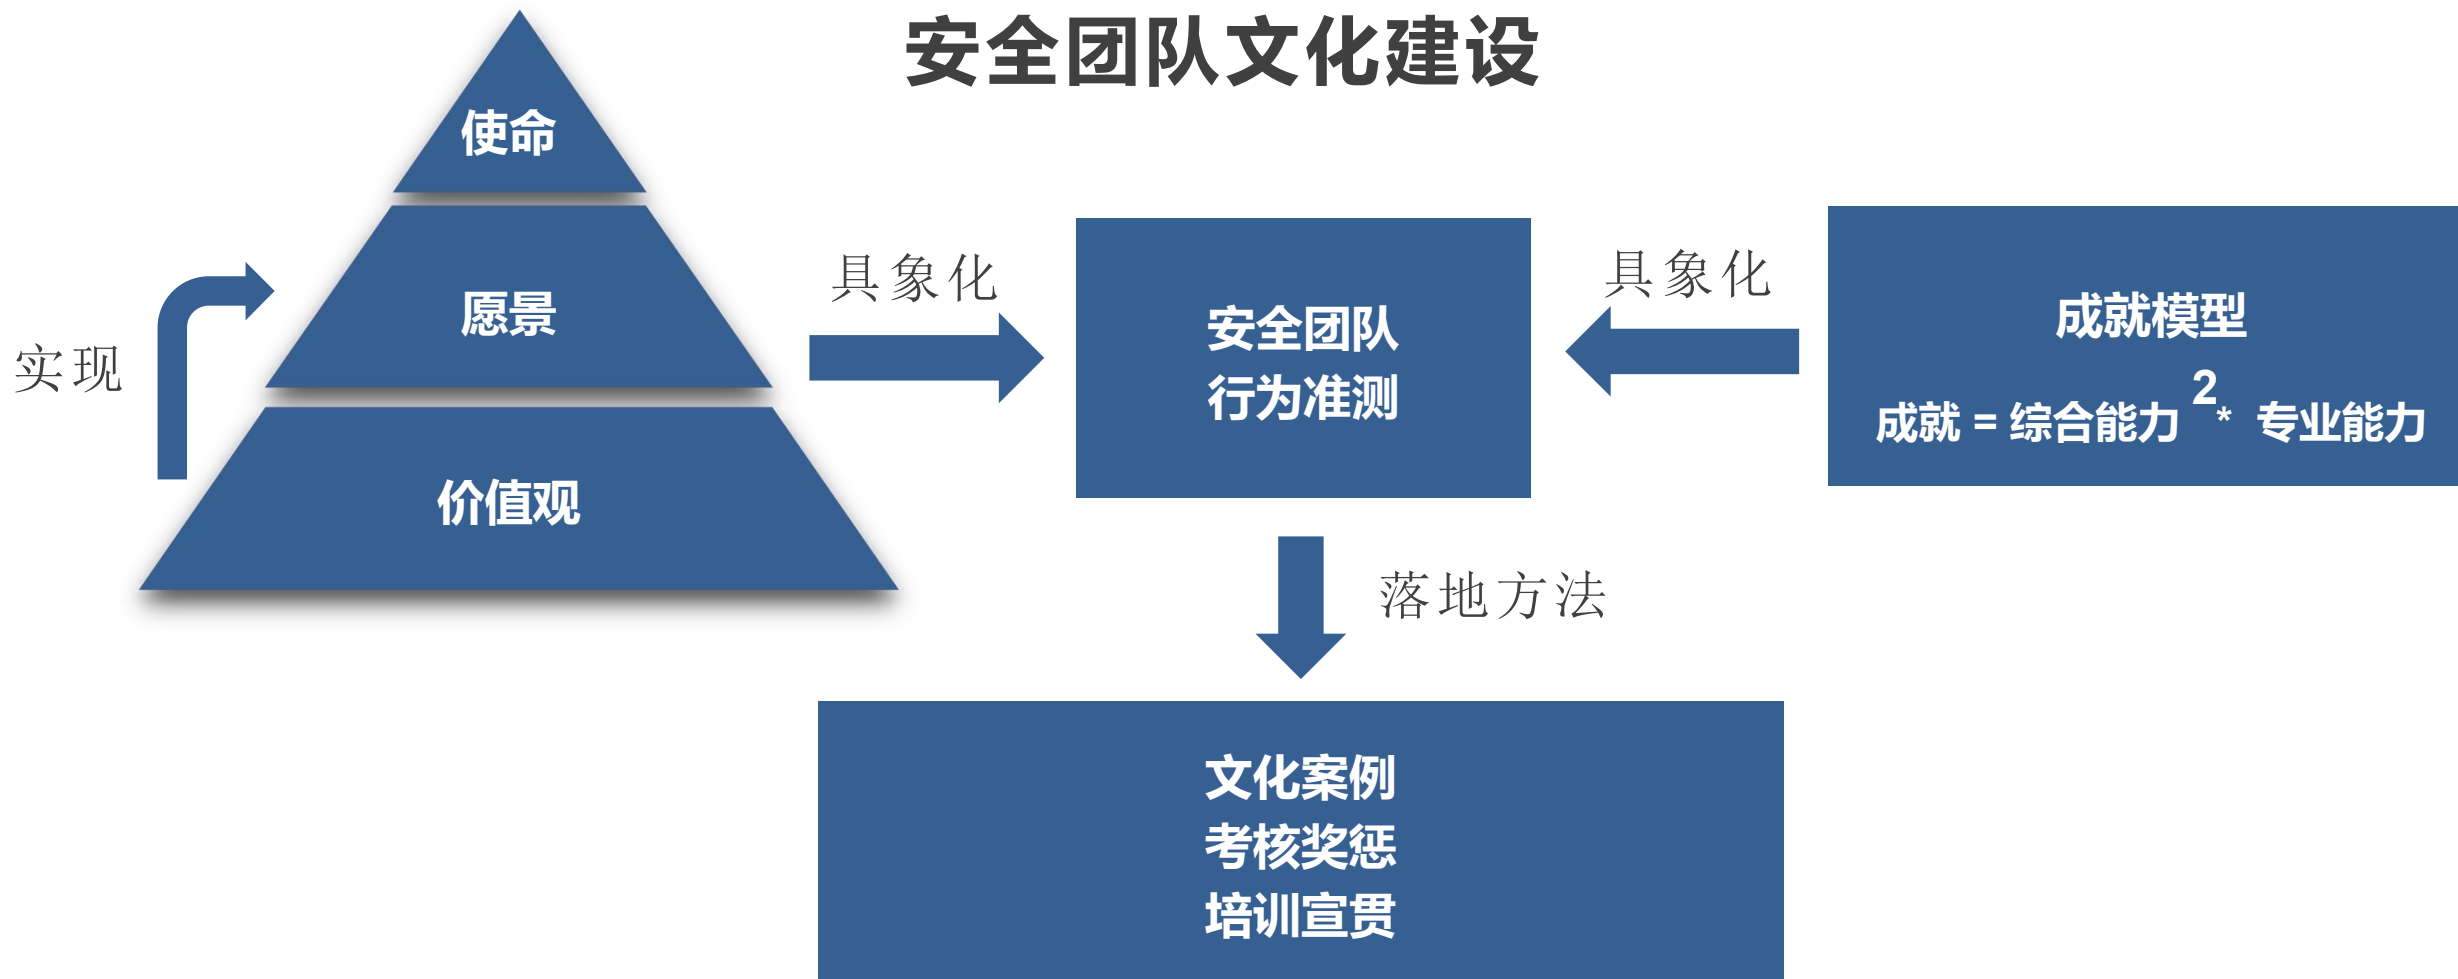 安全团队文化建设
使命
愿景
价值观
实现
具象化
安全团队
行为准测
具象化
成就模型
成就 = 综合能力 2* 专业能力
落地方法
文化案例
考核奖惩
培训宣贯